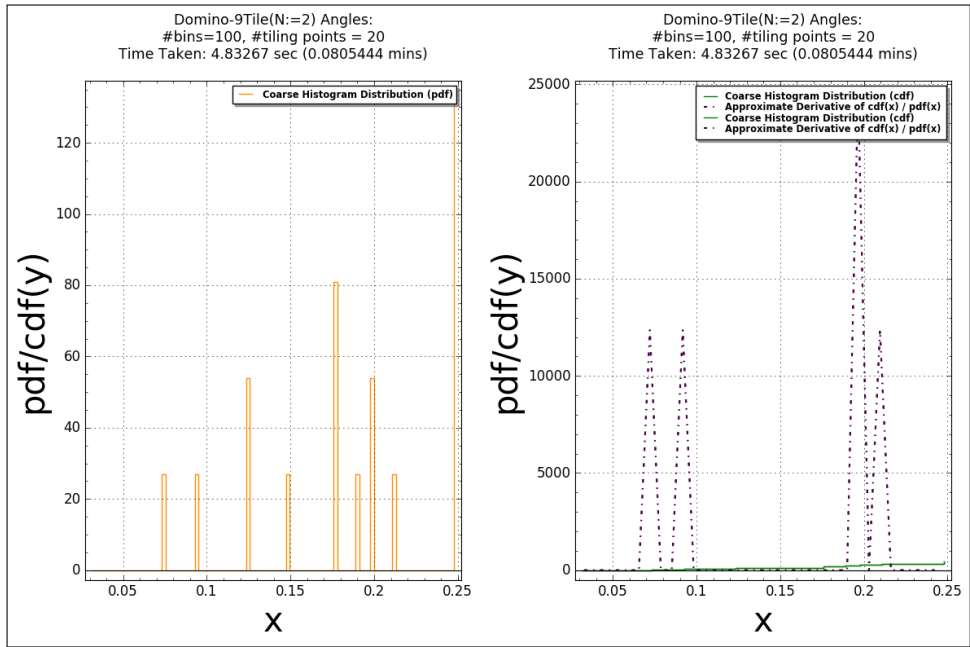 Domino-9Tile(N:=2) Angles:
#bins=100, #tiling points = 20
Time Taken: 4.83267 sec (0.0805444 mins)
Coarse Histogram Distribution (pdf)
120
100
80
60
40
20
0
pdf/cdf(y)
0.05
0.1
0.15
0.2
0.25
x
Domino-9Tile(N:=2) Angles:
#bins=100, #tiling points = 20
Time Taken: 4.83267 sec (0.0805444 mins)
Coarse Histogram Distribution (cdf)
Approximate Derivative of cdf(x) / pdf(x)
Coarse Histogram Distribution (cdf)
Approximate Derivative of cdf(x) / pdf(x)
25000
20000
15000
10000
5000
0
pdf/cdf(y)
0.05
0.1
0.15
0.2
0.25
x